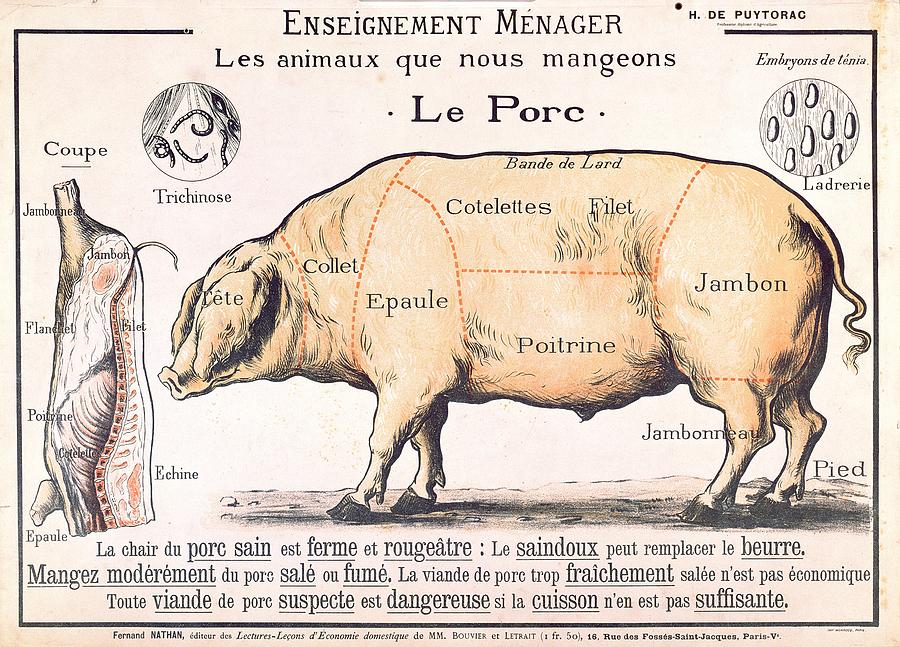 Enseignement Ménager
H. DE PUYTORAC
Les animaux que nous mangeons
Embryons de ténia.
· Le Porc ·
Coupe
Trichinose
Ladrerie
Bande de Lard
Jambonneau
Cotelettes
Filet
Jambon
Collet
Jambon
Tête
Epaule
Flanchet
Filet
Poitrine
Poitrine
Cotelettes
Jambonneau
Echine
Pied
Epaule
La chair du porc sain est ferme et rougeâtre : Le saindoux peut remplacer le beurre.
Mangez modérément du porc salé ou fumé. La viande de porc trop fraîchement salée n'est pas économique
Toute viande de porc suspecte est dangereuse si la cuisson n'en est pas suffisante.
Fernand NATHAN, éditeur des Lectures-Leçons d'Économie domestique de MM. Bouvier et Letrait (1 fr. 50), 16, Rue des Fossés-Saint-Jacques, Paris-Vᵉ.